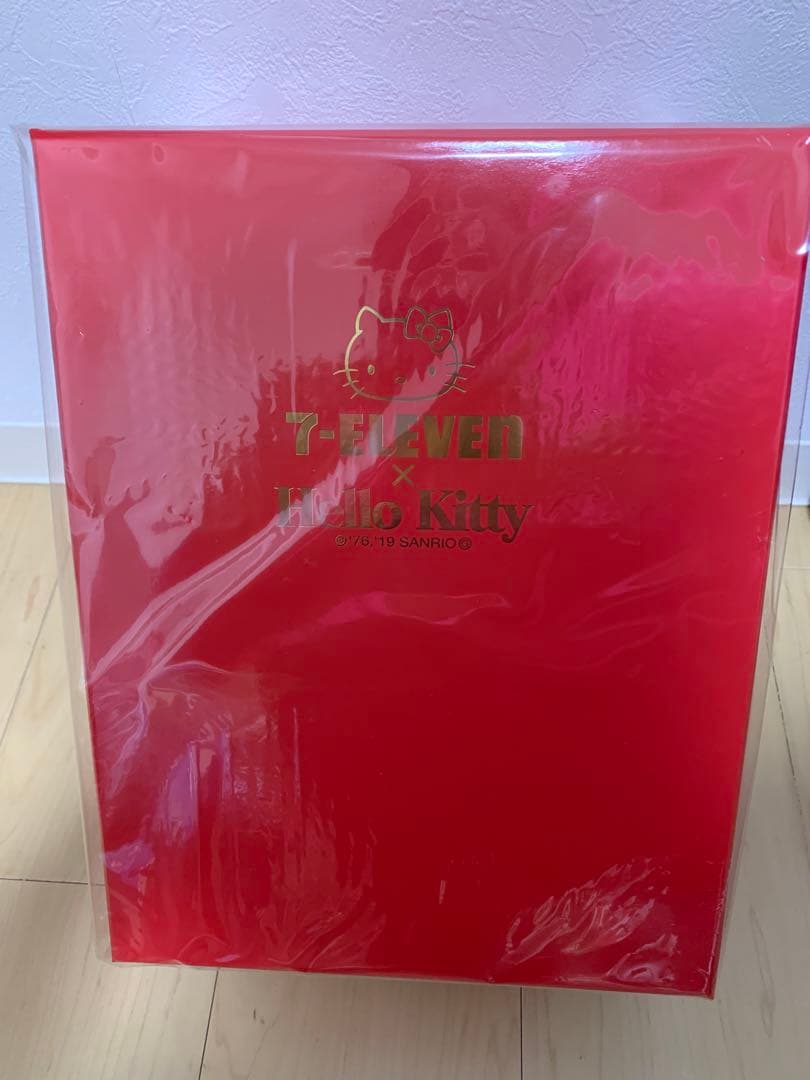 7-ELEVEn
×
Hello Kitty
©'76,'19 SANRIO®